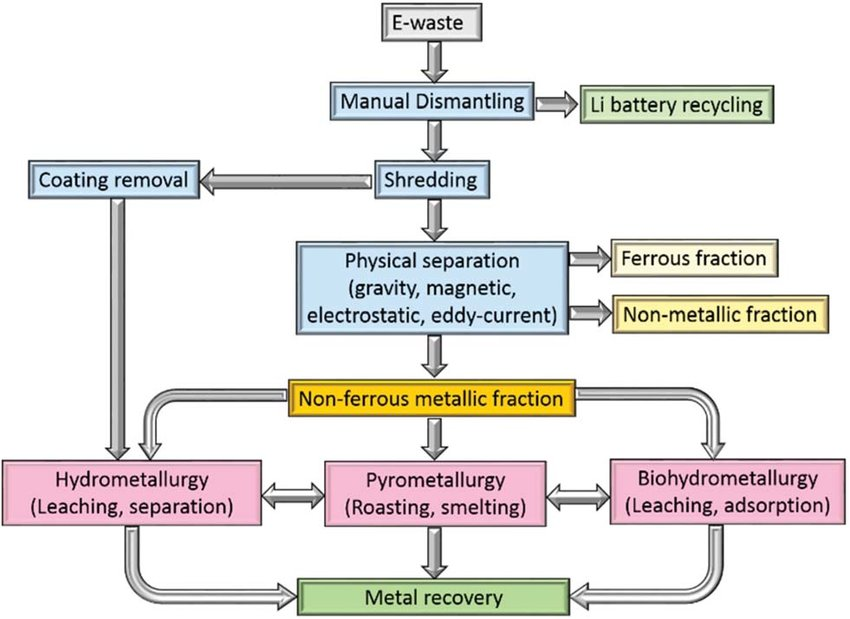 E-waste
Manual Dismantling
Li battery recycling
Coating removal
Shredding
Physical separation
(gravity, magnetic,
electrostatic, eddy-current)
Ferrous fraction
Non-metallic fraction
Non-ferrous metallic fraction
Hydrometallurgy
(Leaching, separation)
Pyrometallurgy
(Roasting, smelting)
Biohydrometallurgy
(Leaching, adsorption)
Metal recovery